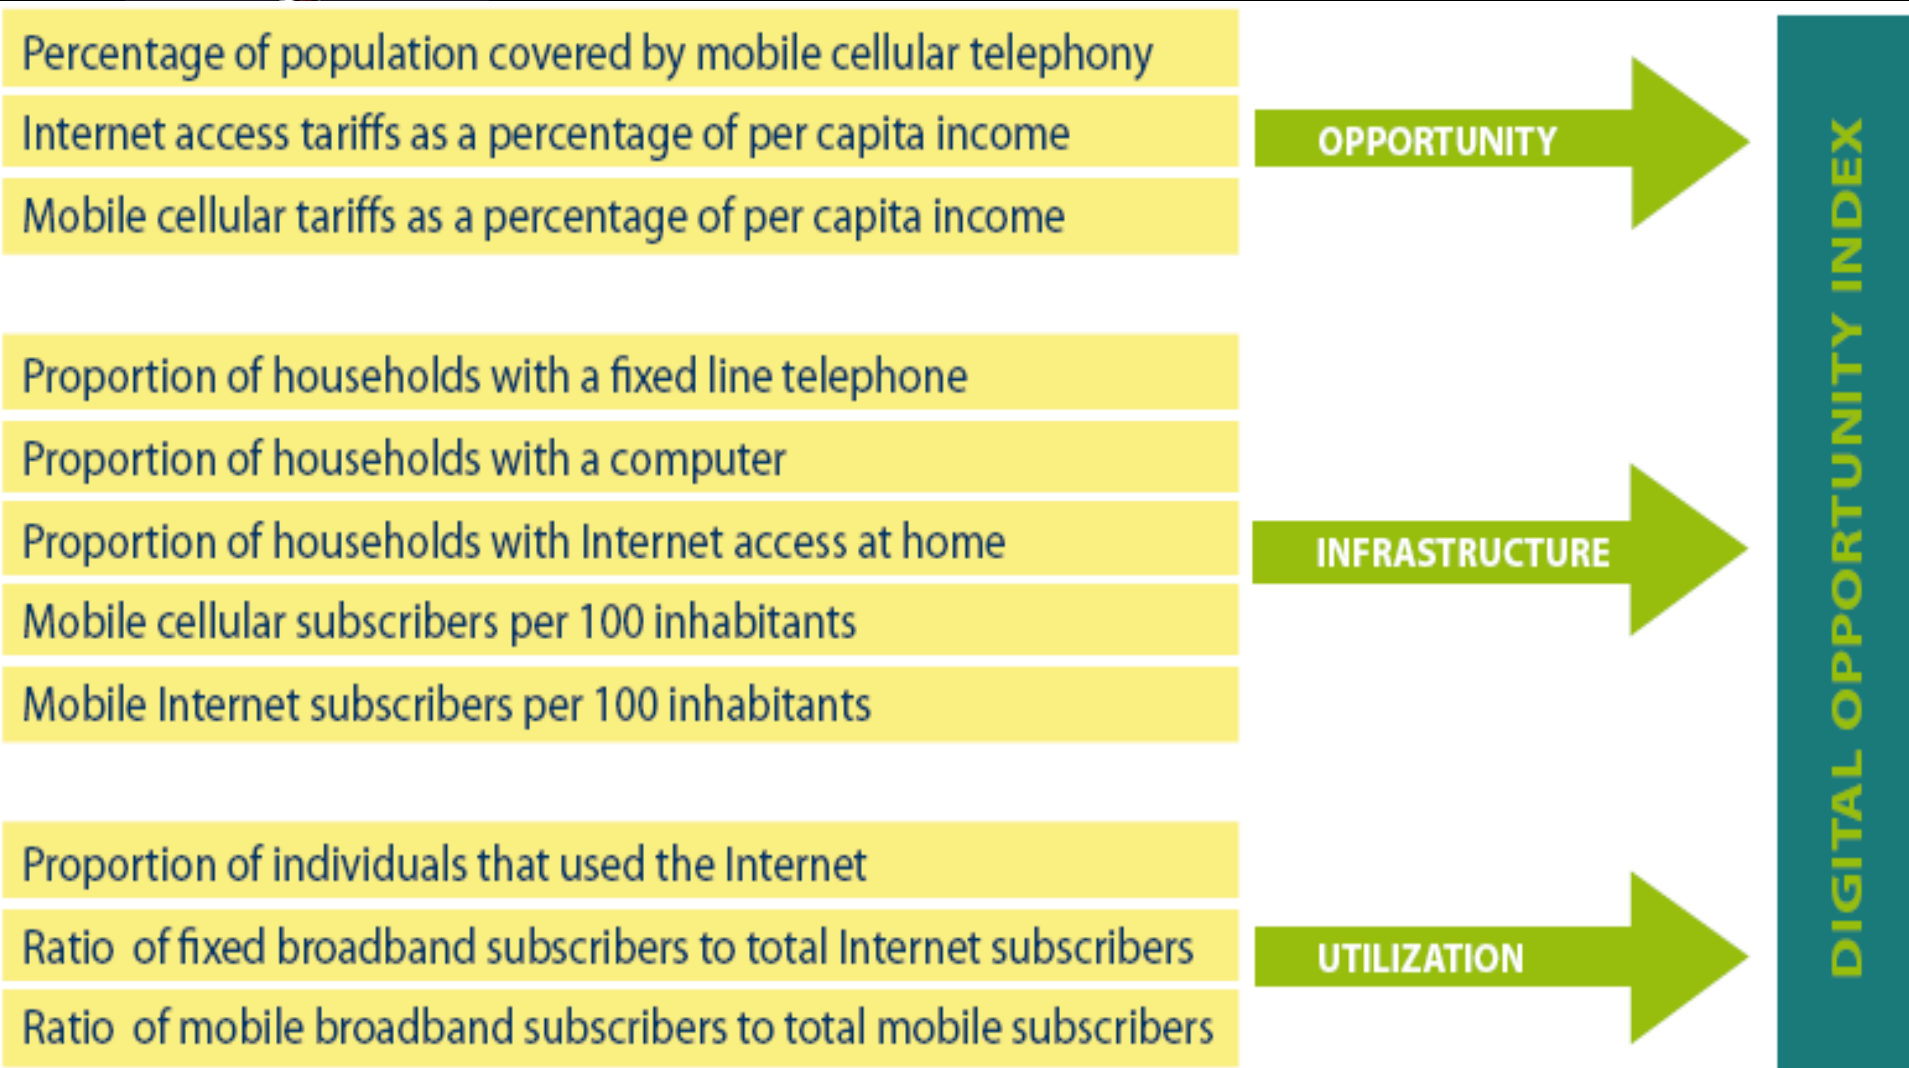 Percentage of population covered by mobile cellular telephony
Internet access tariffs as a percentage of per capita income
Mobile cellular tariffs as a percentage of per capita income
OPPORTUNITY
Proportion of households with a fixed line telephone
Proportion of households with a computer
Proportion of households with Internet access at home
Mobile cellular subscribers per 100 inhabitants
Mobile Internet subscribers per 100 inhabitants
INFRASTRUCTURE
Proportion of individuals that used the Internet
Ratio of fixed broadband subscribers to total Internet subscribers
Ratio of mobile broadband subscribers to total mobile subscribers
UTILIZATION
DIGITAL OPPORTUNITY INDEX